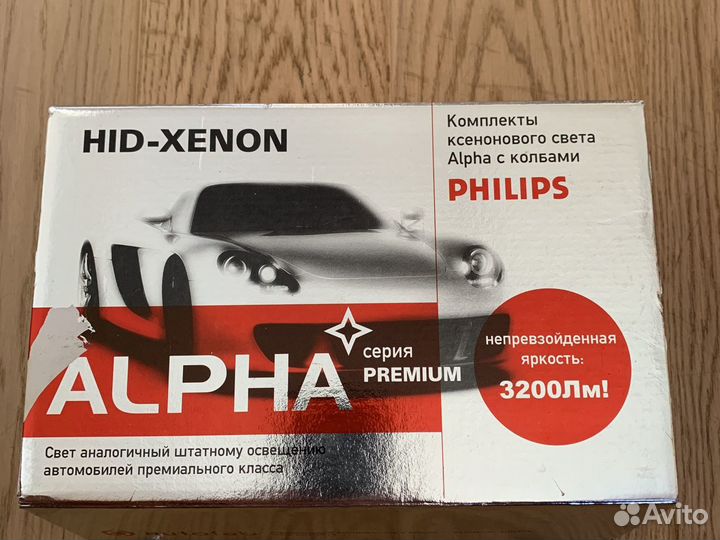 HID-XENON
Комплекты
ксенонового света
Alpha с колбами
PHILIPS
ALPHA
серия
PREMIUM
непревзойденная
яркость:
3200Лм!
Свет аналогичный штатному освещению
автомобилей премиального класса
Avito